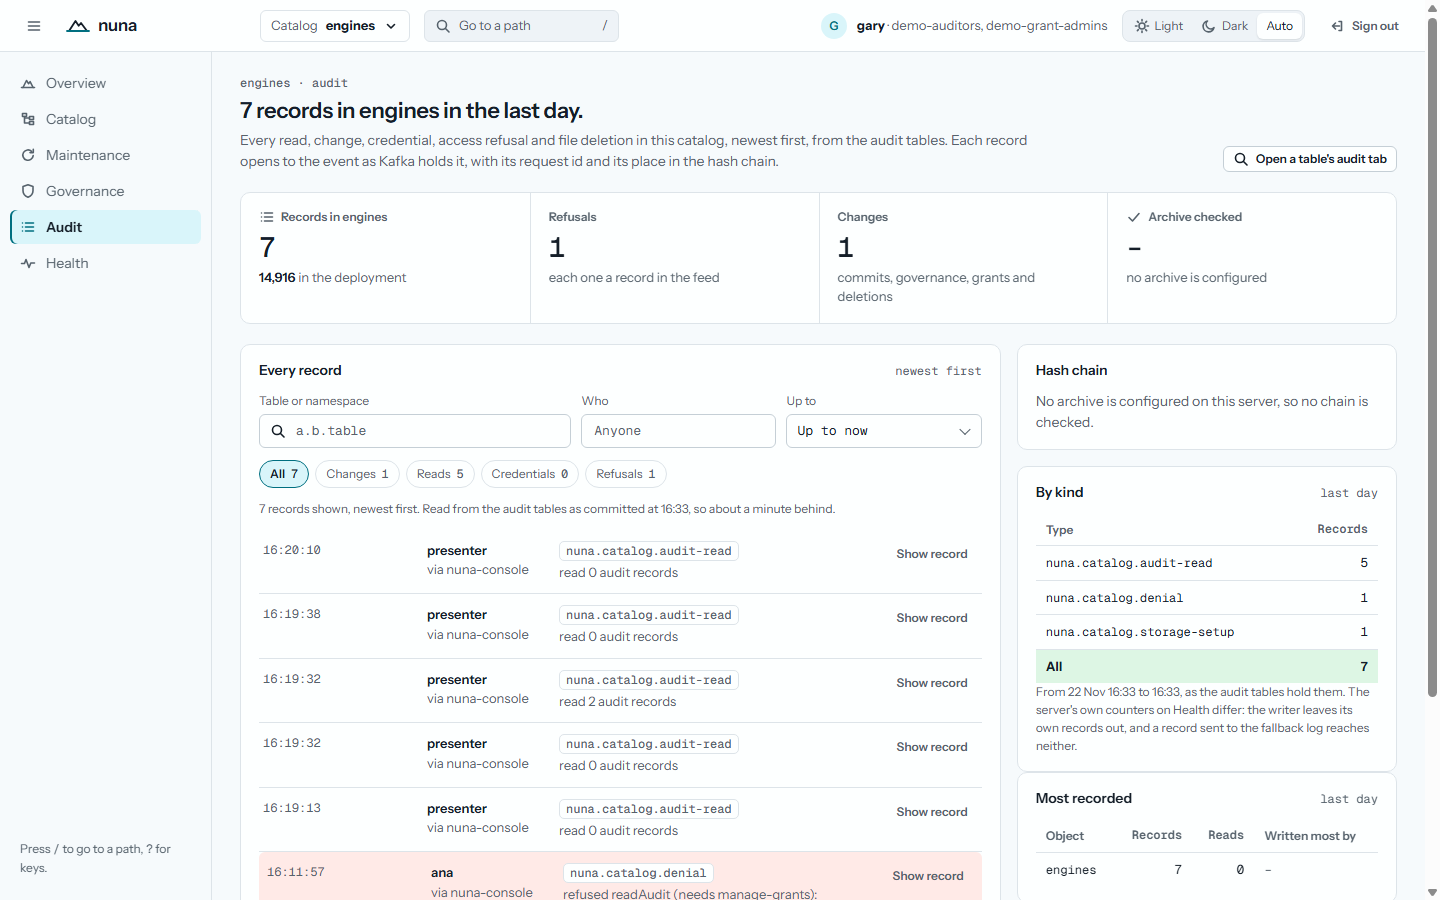 nuna
Catalog engines
Go to a path /
G gary · demo-auditors, demo-grant-admins
Light Dark Auto
Sign out
Overview
Catalog
Maintenance
Governance
Audit
Health
Press / to go to a path, ? for
keys.
engines · audit
7 records in engines in the last day.
Every read, change, credential, access refusal and file deletion in this catalog, newest first, from the audit tables. Each record
opens to the event as Kafka holds it, with its request id and its place in the hash chain.
Open a table's audit tab
Records in engines
7
14,916 in the deployment
Refusals
1
each one a record in the feed
Changes
1
commits, governance, grants and
deletions
Archive checked
–
no archive is configured
Every record newest first
Table or namespace Who Up to
a.b.table Anyone Up to now
All 7 Changes 1 Reads 5 Credentials 0 Refusals 1
7 records shown, newest first. Read from the audit tables as committed at 16:33, so about a minute behind.
16:20:10 presenter nuna.catalog.audit-read Show record
via nuna-console read 0 audit records
16:19:38 presenter nuna.catalog.audit-read Show record
via nuna-console read 0 audit records
16:19:32 presenter nuna.catalog.audit-read Show record
via nuna-console read 2 audit records
16:19:32 presenter nuna.catalog.audit-read Show record
via nuna-console read 0 audit records
16:19:13 presenter nuna.catalog.audit-read Show record
via nuna-console read 0 audit records
16:11:57 ana nuna.catalog.denial Show record
via nuna-console refused readAudit (needs manage-grants):
Hash chain
No archive is configured on this server, so no chain is
checked.
By kind last day
Type Records
nuna.catalog.audit-read 5
nuna.catalog.denial 1
nuna.catalog.storage-setup 1
All 7
From 22 Nov 16:33 to 16:33, as the audit tables hold them. The
server's own counters on Health differ: the writer leaves its
own records out, and a record sent to the fallback log reaches
neither.
Most recorded last day
Object Records Reads Written most by
engines 7 0 –